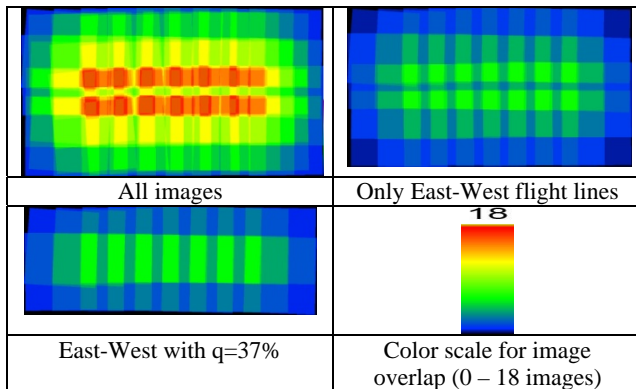 All images
Only East-West flight lines
18
East-West with q=37%
Color scale for image
overlap (0 – 18 images)